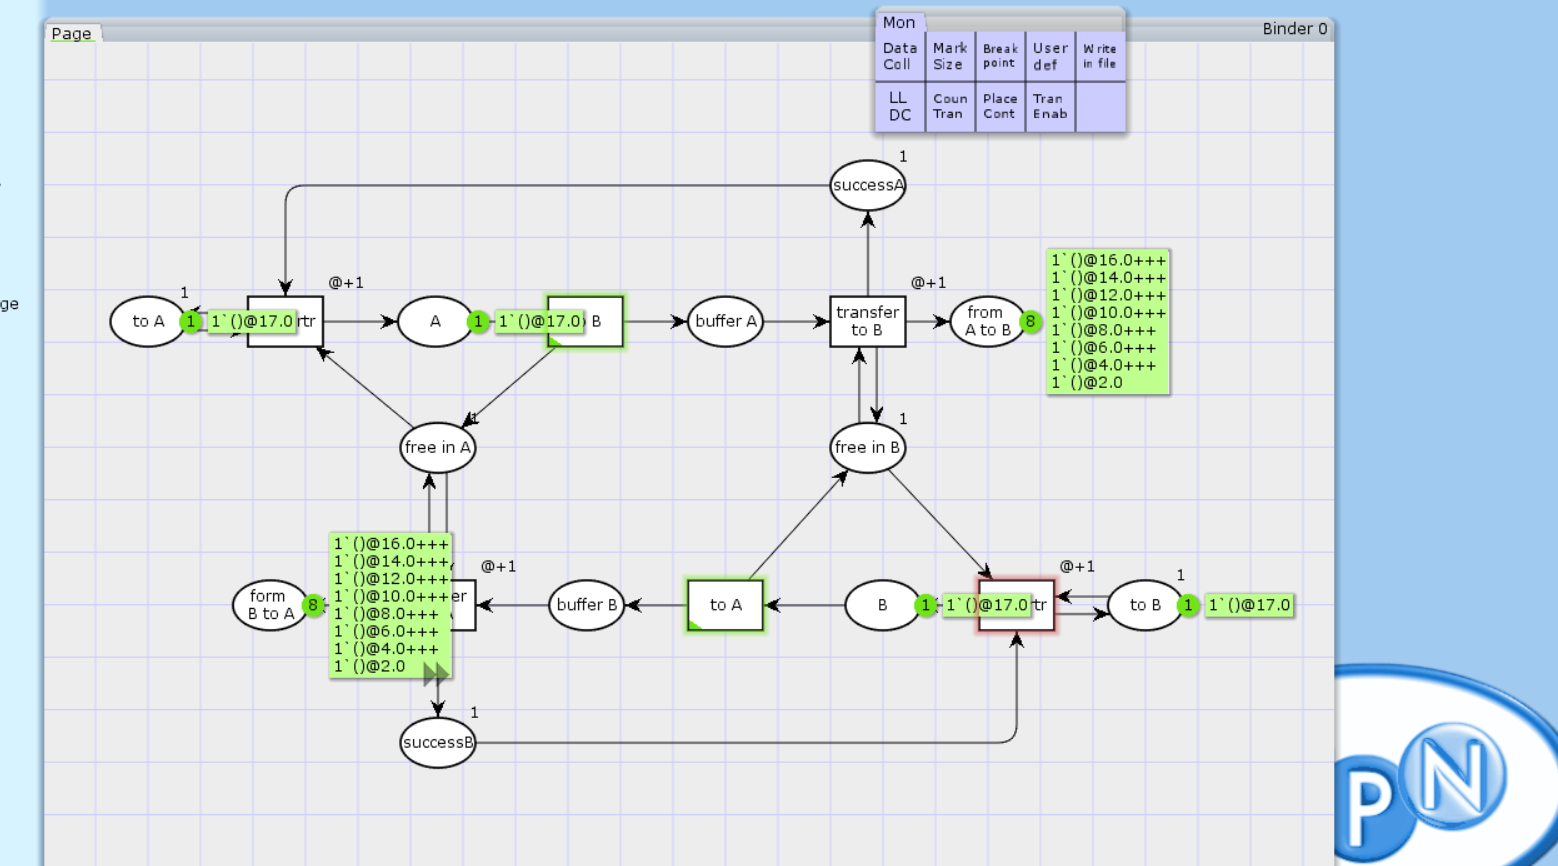 Page
Binder 0
Mon
Data Coll
Mark Size
Break point
User def
Write in file
LL DC
Coun Tran
Place Cont
Tran Enab
ge
1
successA
to A
1
1
1`()@17.0
rtr
@+1
A
1
1`()@17.0
B
buffer A
transfer
to B
@+1
from
A to B
8
1`()@16.0+++
1`()@14.0+++
1`()@12.0+++
1`()@10.0+++
1`()@8.0+++
1`()@6.0+++
1`()@4.0+++
1`()@2.0
free in A
1
free in B
1
form
B to A
8
1`()@16.0+++
1`()@14.0+++
1`()@12.0+++
1`()@10.0+++
1`()@8.0+++
1`()@6.0+++
1`()@4.0+++
1`()@2.0
er
@+1
buffer B
to A
B
1
1`()@17.0
tr
@+1
to B
1
1
1`()@17.0
successB
1
P
N